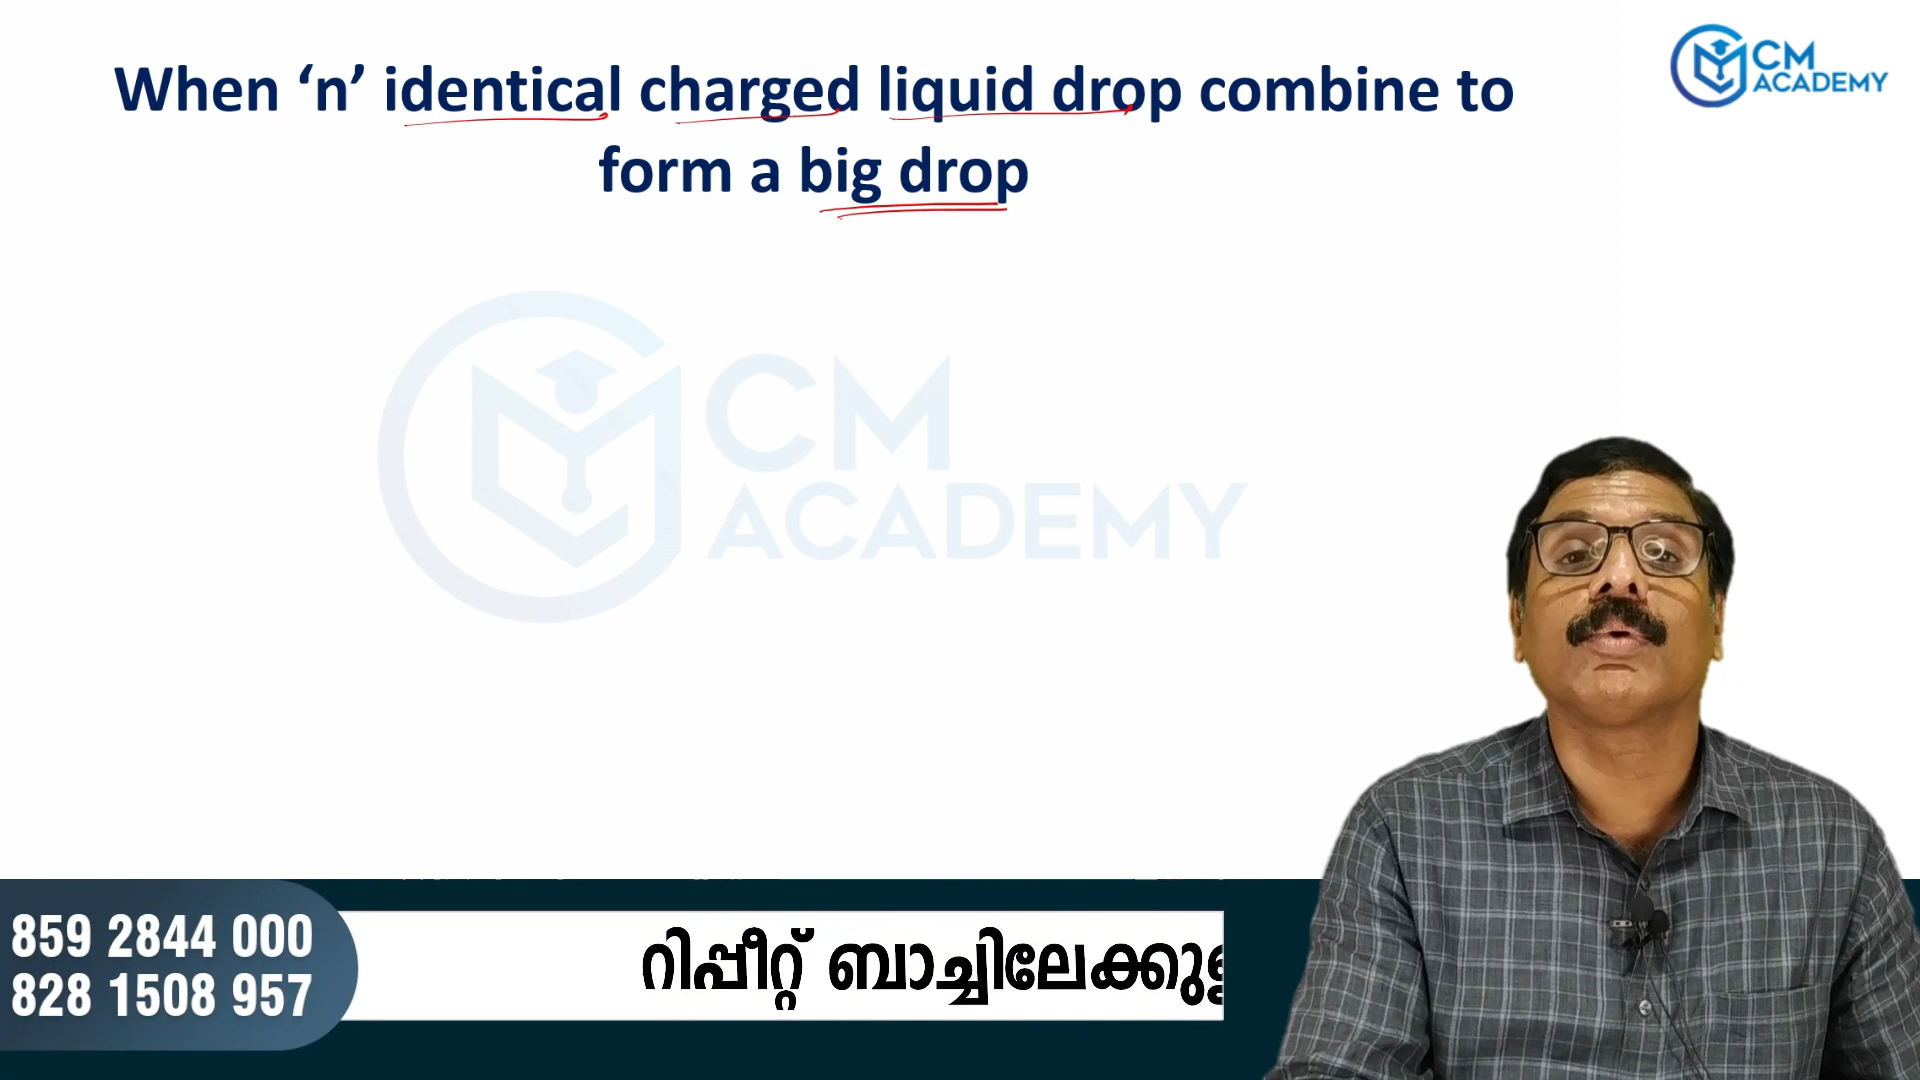 When ‘n’ identical charged liquid drop combine to
form a big drop
CM
ACADEMY
CM
ACADEMY
859 2844 000
828 1508 957
റിപ്പീറ്റ് ബാച്ചിലേക്കുള്ള